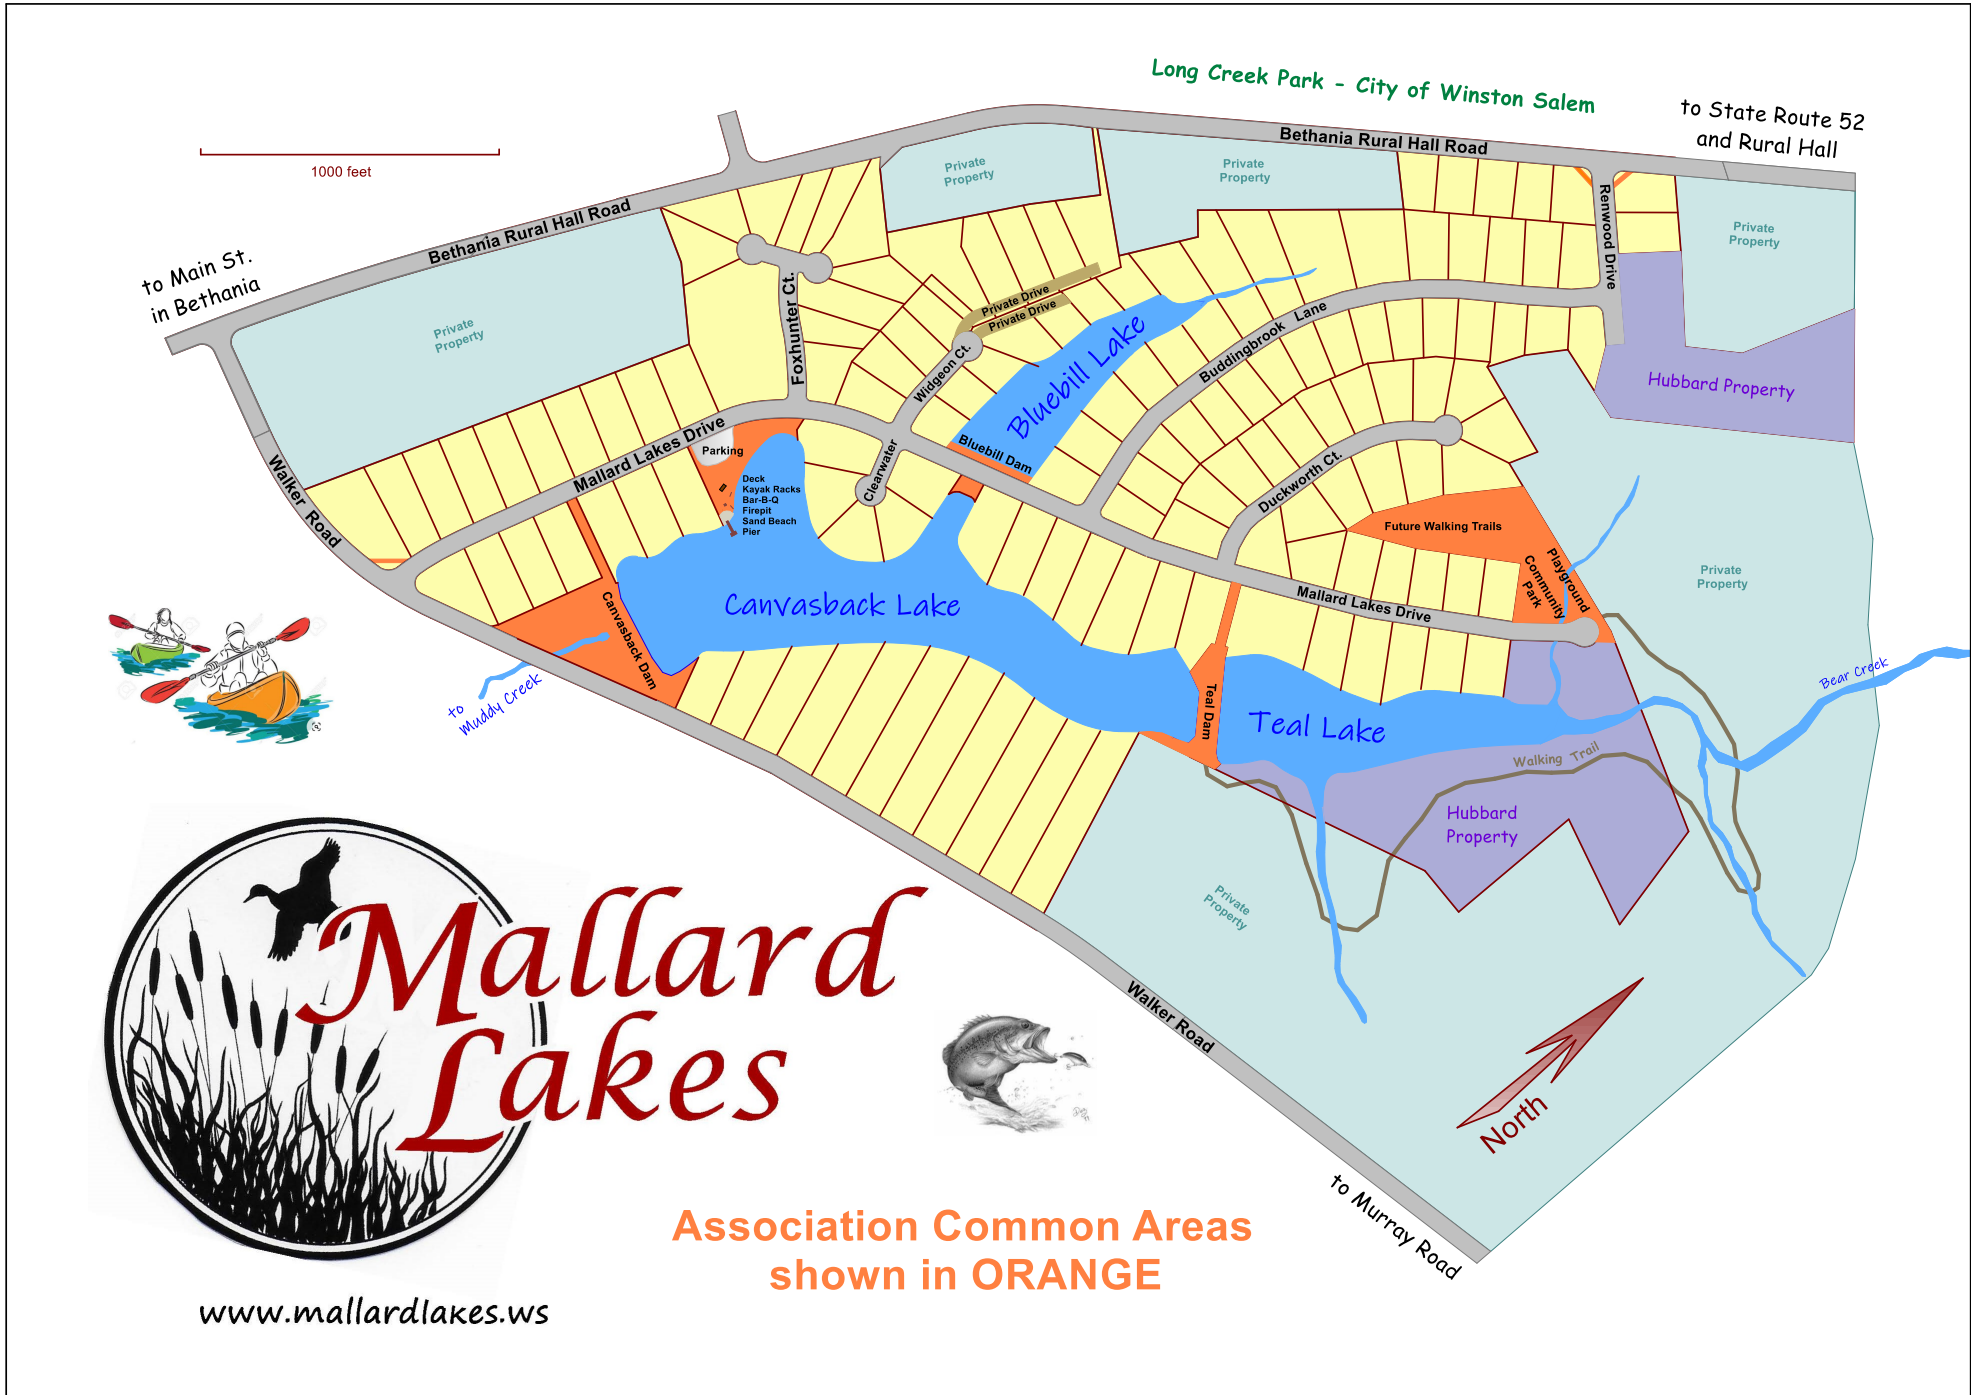 Long Creek Park - City of Winston Salem
to State Route 52
and Rural Hall
Bethania Rural Hall Road
1000 feet
Private
Property
Private
Property
Renwood Drive
Private
Property
Bethania Rural Hall Road
to Main St.
in Bethania
Private
Property
Foxhunter Ct.
Private Drive
Private Drive
Widgeon Ct.
Bluebill Lake
Buddingbrook Lane
Hubbard Property
Mallard Lakes Drive
Parking
Clearwater
Bluebill Dam
Duckworth Ct.
Walker Road
Deck
Kayak Racks
Bar-B-Q
Firepit
Sand Beach
Pier
Future Walking Trails
Playground
Community
Park
Private
Property
Canvasback Lake
Canvasback Dam
Mallard Lakes Drive
to
Muddy Creek
Bear Creek
Teal Dam
Teal Lake
Walking Trail
Hubbard
Property
Private
Property
Mallard
Lakes
Walker Road
North
to Murray Road
Association Common Areas
shown in ORANGE
www.mallardlakes.ws